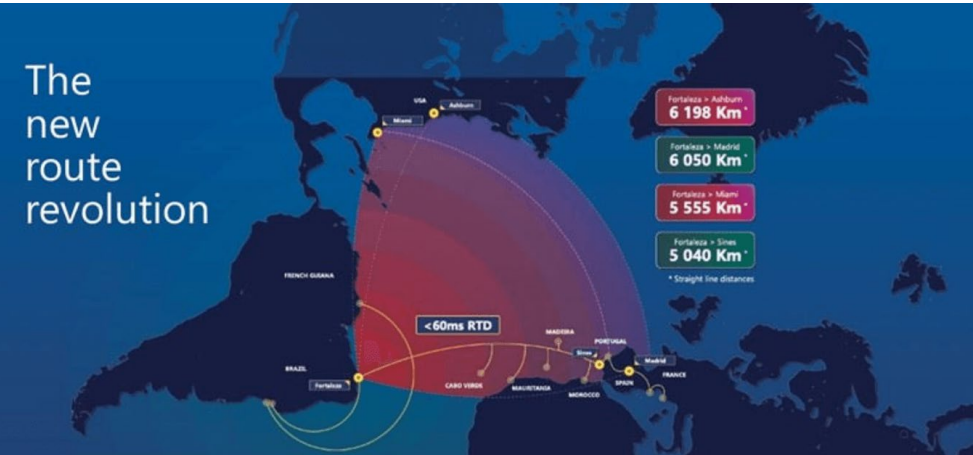 The
new
route
revolution
USA
Ashburn
Miami
Fortaleza > Ashburn
6 198 Km*
Fortaleza > Madrid
6 050 Km*
Fortaleza > Miami
5 555 Km*
Fortaleza > Sines
5 040 Km*
* Straight line distances
FRENCH GUIANA
<60ms RTD
MADEIRA
PORTUGAL
Sines
Madrid
BRAZIL
Fortaleza
CABO VERDE
MAURITANIA
MOROCCO
SPAIN
FRANCE